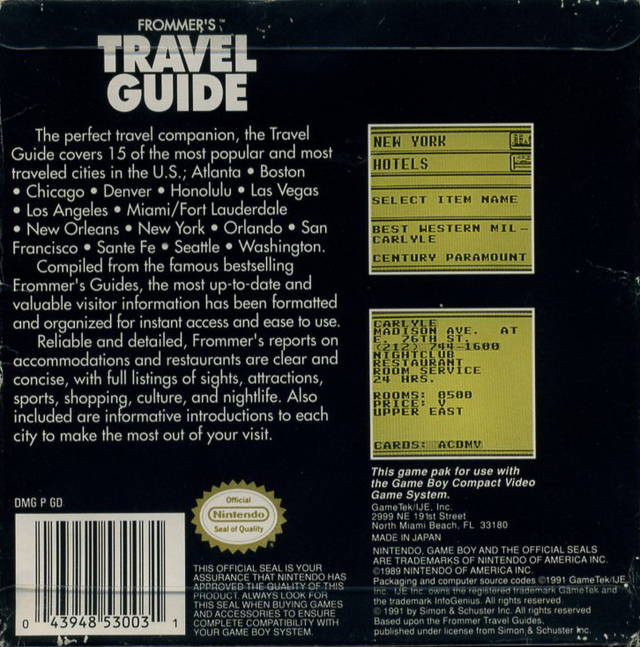 FROMMER'S™
TRAVEL
GUIDE
The perfect travel companion, the Travel
Guide covers 15 of the most popular and most
traveled cities in the U.S.; Atlanta • Boston
• Chicago • Denver • Honolulu • Las Vegas
• Los Angeles • Miami/Fort Lauderdale
• New Orleans • New York • Orlando • San
Francisco • Sante Fe • Seattle • Washington.
Compiled from the famous bestselling
Frommer's Guides, the most up-to-date and
valuable visitor information has been formatted
and organized for instant access and ease to use.
Reliable and detailed, Frommer's reports on
accommodations and restaurants are clear and
concise, with full listings of sights, attractions,
sports, shopping, culture, and nightlife. Also
included are informative introductions to each
city to make the most out of your visit.
NEW YORK
HOTELS
SELECT ITEM NAME
BEST WESTERN MIL-
CARLYLE
CENTURY PARAMOUNT
CARLYLE
MADISON AVE. AT
E. 76TH ST.
(212) 744-1600
NIGHTCLUB
RESTAURANT
ROOM SERVICE
24 HRS.
ROOMS: 0500
PRICE: V
UPPER EAST
CARDS: ACDMV
This game pak for use with
the Game Boy Compact Video
Game System.
GameTek/IJE, Inc.
2999 NE 191st Street
North Miami Beach, FL 33180
MADE IN JAPAN
NINTENDO, GAME BOY AND THE OFFICIAL SEALS
ARE TRADEMARKS OF NINTENDO OF AMERICA INC.
©1989 NINTENDO OF AMERICA INC.
Packaging and computer source codes ©1991 GameTek/IJE,
Inc. IJE Inc. owns the registered trademark GameTek and
the trademark InfoGenius. All rights reserved
© 1991 by Simon & Schuster Inc. All rights reserved
Based upon the Frommer Travel Guides,
published under license from Simon & Schuster Inc.
DMG P GD
0 43948 53003 1
Official
Nintendo
Seal of Quality
THIS OFFICIAL SEAL IS YOUR
ASSURANCE THAT NINTENDO HAS
APPROVED THE QUALITY OF THIS
PRODUCT. ALWAYS LOOK FOR
THIS SEAL WHEN BUYING GAMES
AND ACCESSORIES TO ENSURE
COMPLETE COMPATIBILITY WITH
YOUR GAME BOY SYSTEM.